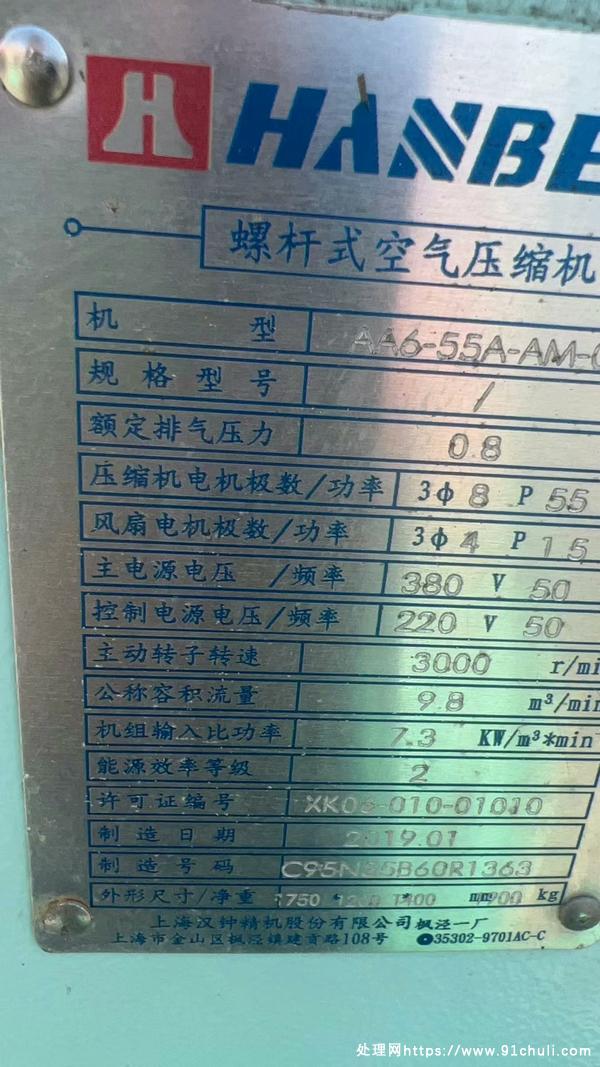 H HANBE
螺杆式空气压缩机
机 型 AA6-55A-AM-
规格型号 /
额定排气压力 0.8
压缩机电机极数/功率 3φ 8 P 55
风扇电机极数/功率 3φ 4 P 1.5
主电源电压 /频率 380 V 50
控制电源电压/频率 220 V 50
主动转子转速 3000 r/mi
公称容积流量 9.8 m³/min
机组输入比功率 7.3 KW/m³*min
能源效率等级 2
许可证编号 XK06-010-01010
制造日期 2019.01
制造号码
外形尺寸/净重 1750 1400 kg
上海汉钟精机股份有限公司 枫泾一厂
上海市金山区枫泾镇建贡路108号 35302-9701AC-C
处理网https://www.91chuli.com/